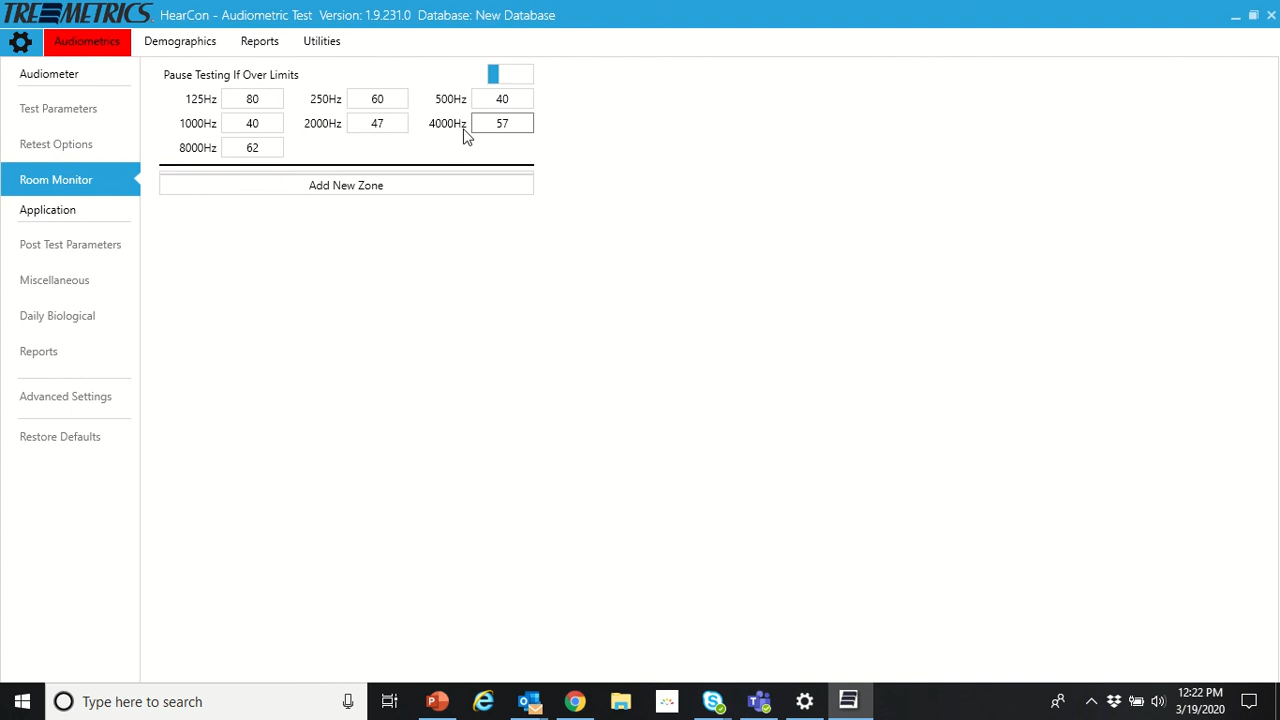 TREMETRICS. HearCon - Audiometric Test Version: 1.9.231.0 Database: New Database
Audiometrics Demographics Reports Utilities
Audiometer
Test Parameters
Retest Options
Room Monitor
Application
Post Test Parameters
Miscellaneous
Daily Biological
Reports
Advanced Settings
Restore Defaults
Pause Testing If Over Limits
125Hz 80 250Hz 60 500Hz 40
1000Hz 40 2000Hz 47 4000Hz 57
8000Hz 62
Add New Zone
Type here to search
12:22 PM
3/19/2020